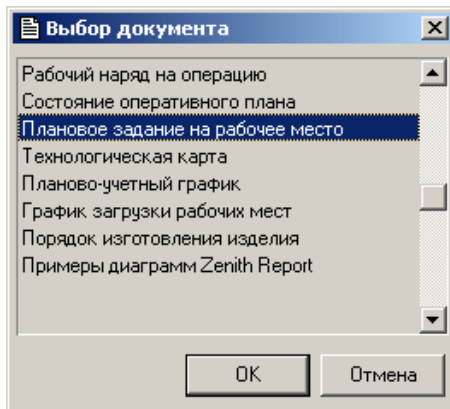 Выбор документа
Рабочий наряд на операцию
Состояние оперативного плана
Плановое задание на рабочее место
Технологическая карта
Планово-учетный график
График загрузки рабочих мест
Порядок изготовления изделия
Примеры диаграмм Zenith Report
OK
Отмена